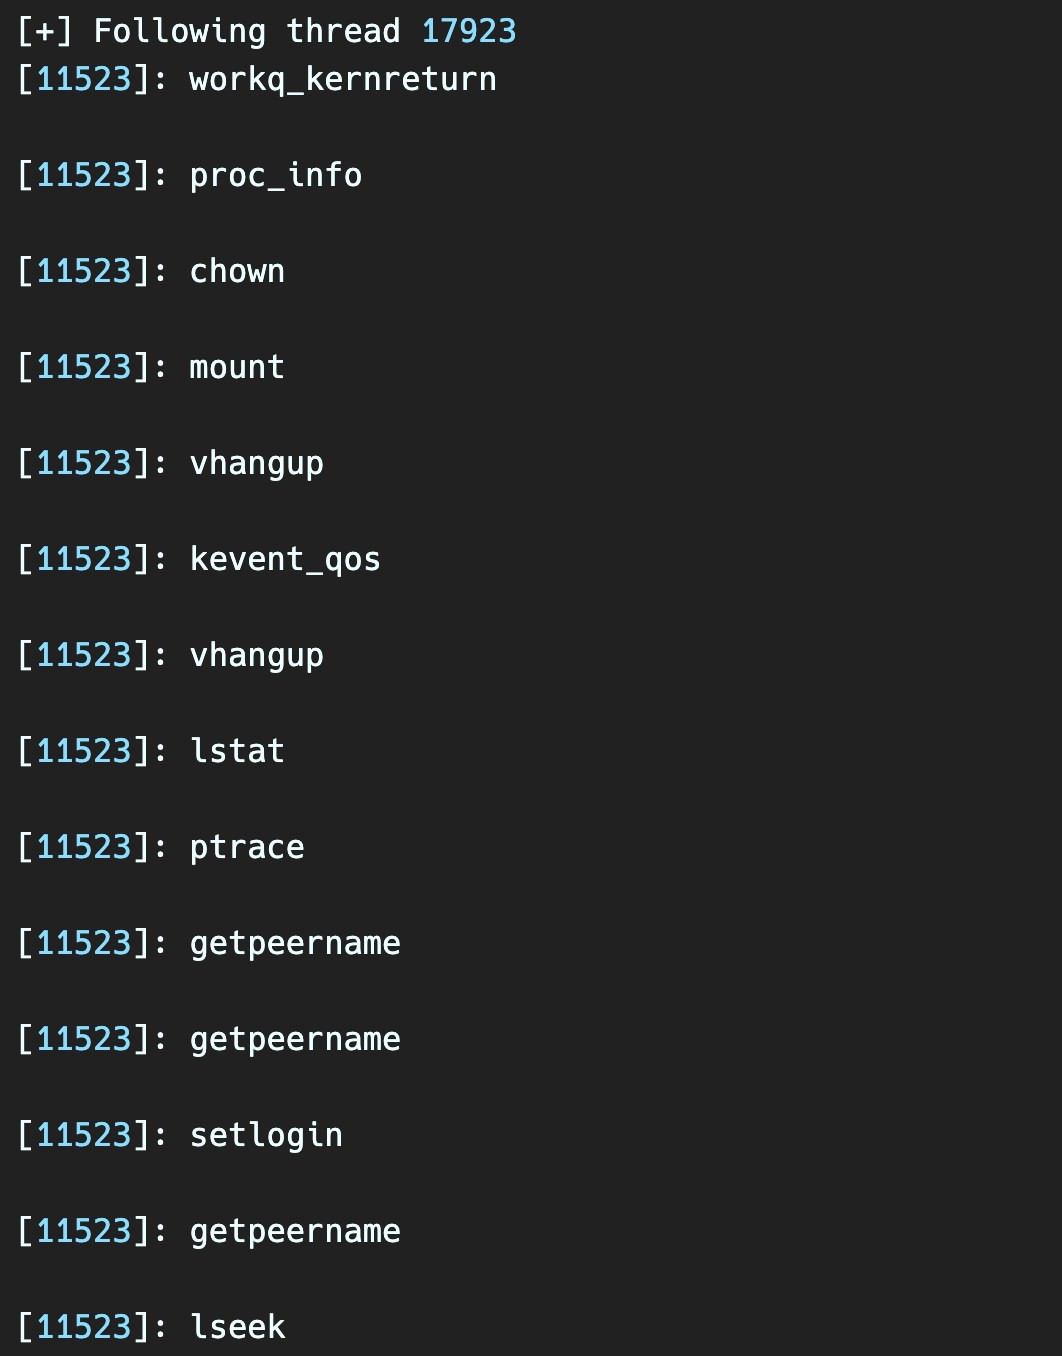 [+] Following thread 17923
[11523]: workq_kernreturn
[11523]: proc_info
[11523]: chown
[11523]: mount
[11523]: vhangup
[11523]: kevent_qos
[11523]: vhangup
[11523]: lstat
[11523]: ptrace
[11523]: getpeername
[11523]: getpeername
[11523]: setlogin
[11523]: getpeername
[11523]: lseek